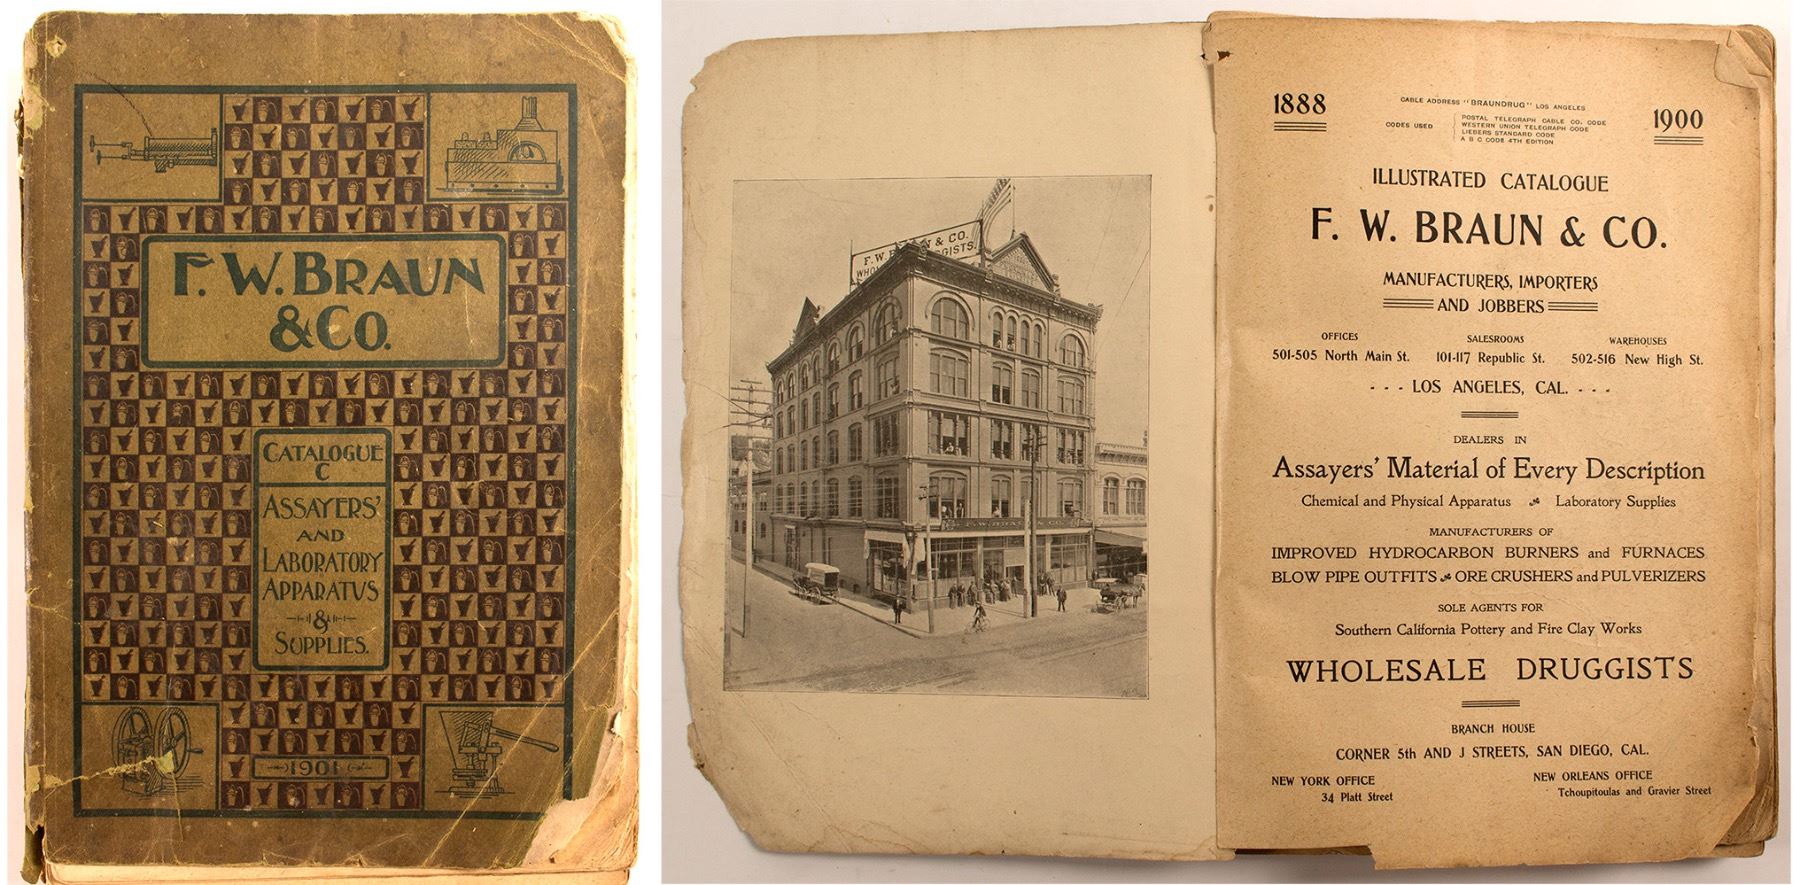 F. W. BRAUN
& CO.
CATALOGUE
C
ASSAYERS'
AND
LABORATORY
APPARATUS
&
SUPPLIES.
1901
& CO.
F. W. BRAUN & CO.
1888
CABLE ADDRESS "BRAUNDRUG" LOS ANGELES
CODES USED
POSTAL TELEGRAPH CABLE CO. CODE
WESTERN UNION TELEGRAPH CODE
LIEBERS STANDARD CODE
A B C CODE 4TH EDITION
1900
ILLUSTRATED CATALOGUE
F. W. BRAUN & CO.
MANUFACTURERS, IMPORTERS
AND JOBBERS
OFFICES SALESROOMS WAREHOUSES
501-505 North Main St. 101-117 Republic St. 502-516 New High St.
- - - LOS ANGELES, CAL. - - -
DEALERS IN
Assayers' Material of Every Description
Chemical and Physical Apparatus Laboratory Supplies
MANUFACTURERS OF
IMPROVED HYDROCARBON BURNERS and FURNACES
BLOW PIPE OUTFITS ORE CRUSHERS and PULVERIZERS
SOLE AGENTS FOR
Southern California Pottery and Fire Clay Works
WHOLESALE DRUGGISTS
BRANCH HOUSE
CORNER 5th AND J STREETS, SAN DIEGO, CAL.
NEW YORK OFFICE NEW ORLEANS OFFICE
34 Platt Street Tchoupitoulas and Gravier Street